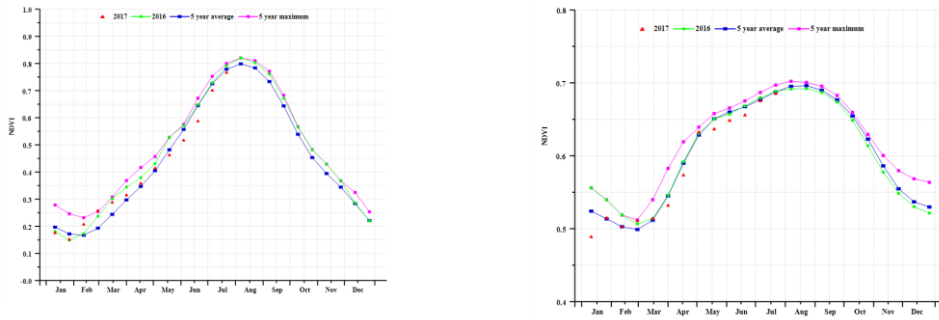 1.0
2017 2016 5 year average 5 year maximum
0.9
0.8
0.7
0.6
NDVI
0.5
0.4
0.3
0.2
0.1
-0.0
Jan Feb Mar Apr May Jun Jul Aug Sep Oct Nov Dec
0.8
2017 2016 5 year average 5 year maximum
0.7
NDVI
0.6
0.5
0.4
Jan Feb Mar Apr May Jun Jul Aug Sep Oct Nov Dec